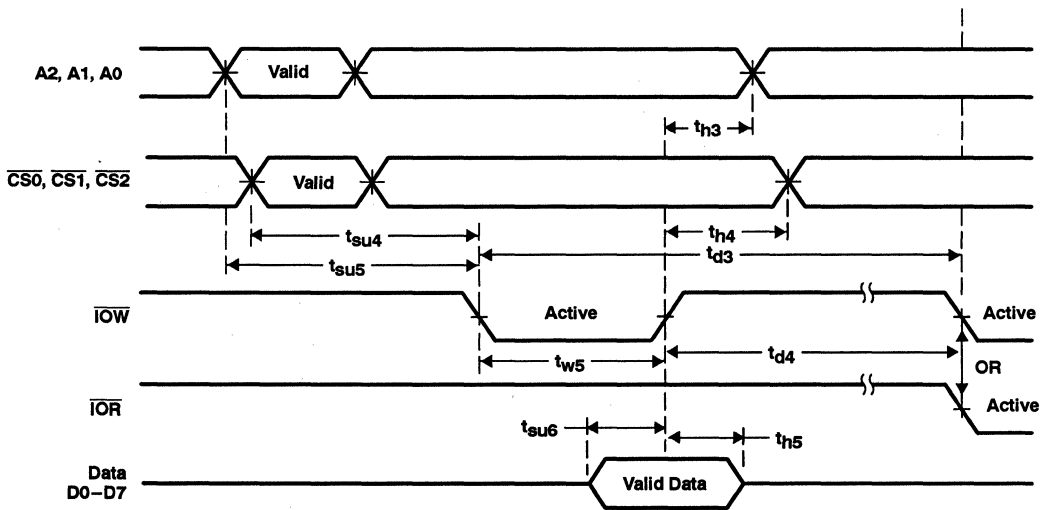 A2, A1, A0
Valid
th3
CS0, CS1, CS2
Valid
tsu4
th4
tsu5
td3
IOW
Active
Active
tw5
td4
OR
IOR
Active
tsu6
th5
Data
D0–D7
Valid Data